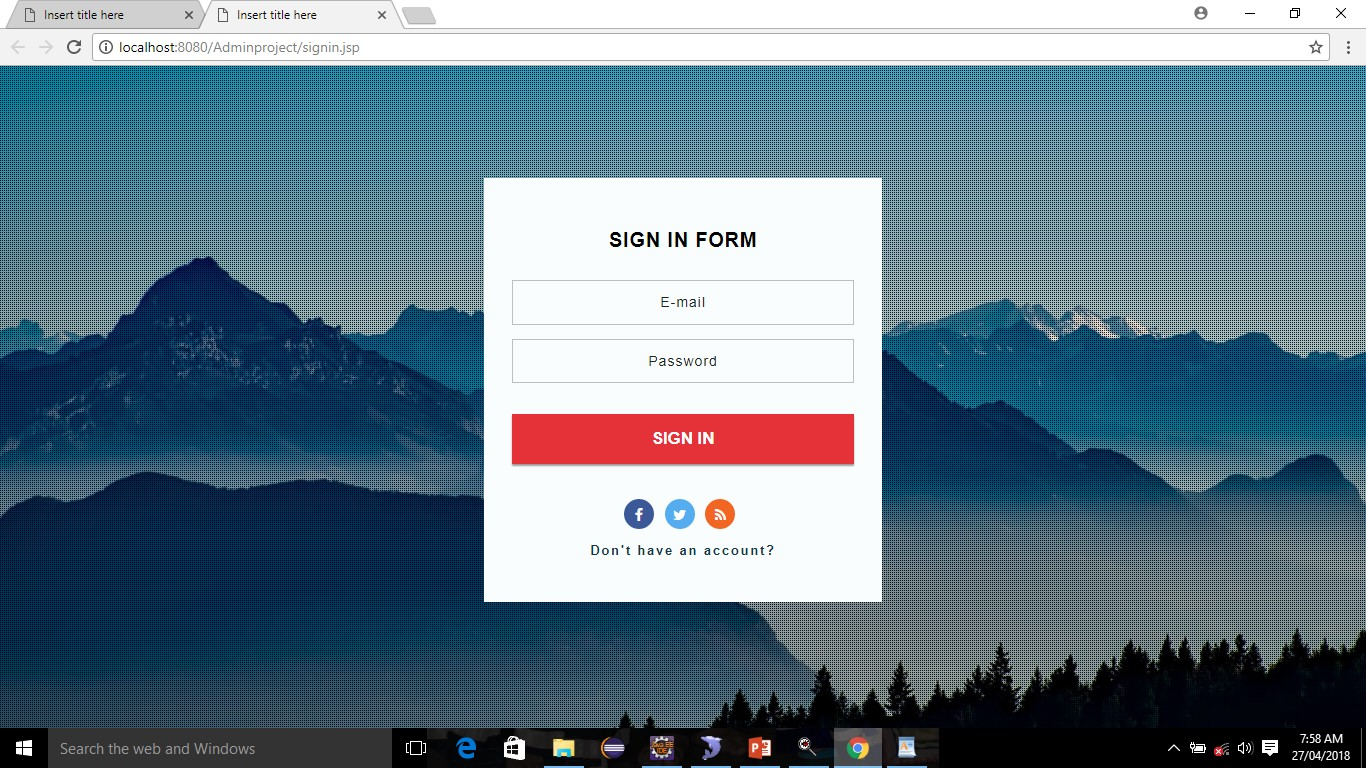 Insert title here
Insert title here
localhost:8080/Adminproject/signin.jsp
SIGN IN FORM
E-mail
Password
SIGN IN
Don't have an account?
Search the web and Windows
7:58 AM
27/04/2018